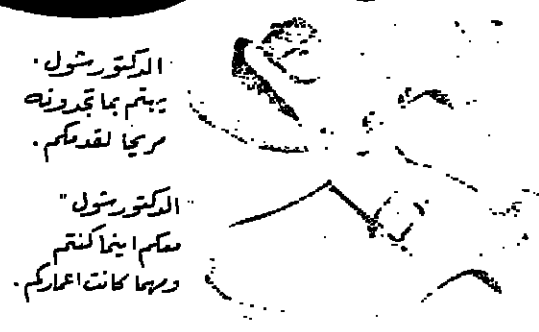 "الدكتور شول"
يهتم بما تجدونه
مريحا لقدمكم.
"الدكتور شول"
معكم اينما كنتم
ومهما كانت اعماركم.